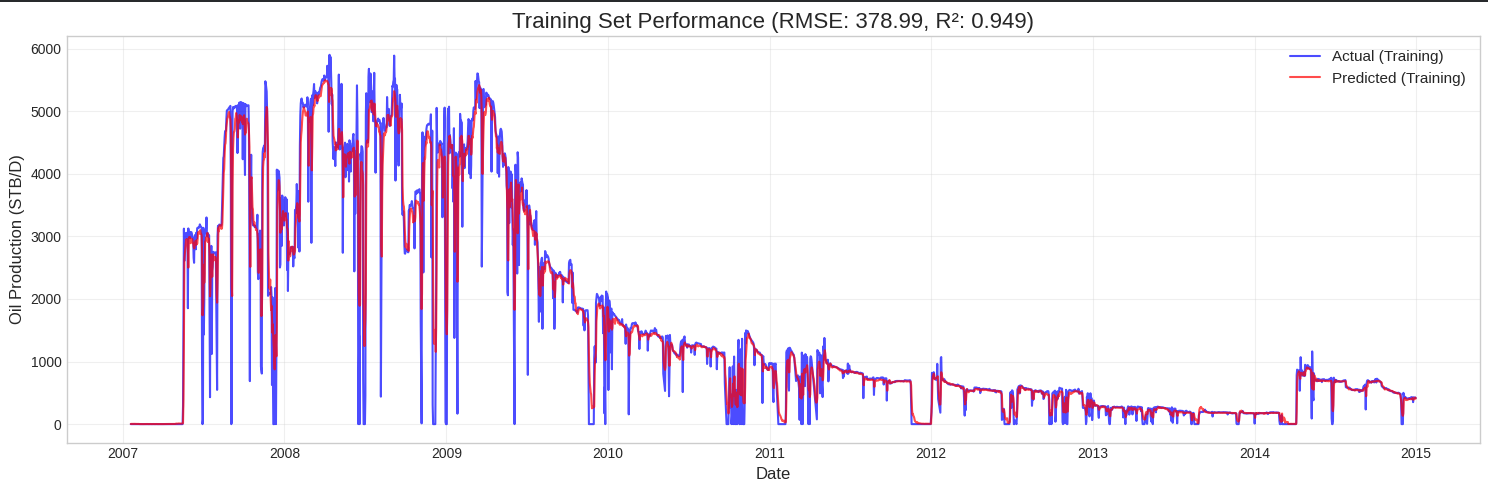 Training Set Performance (RMSE: 378.99, R²: 0.949)
Actual (Training)
Predicted (Training)
Oil Production (STB/D)
6000
5000
4000
3000
2000
1000
0
2007 2008 2009 2010 2011 2012 2013 2014 2015
Date